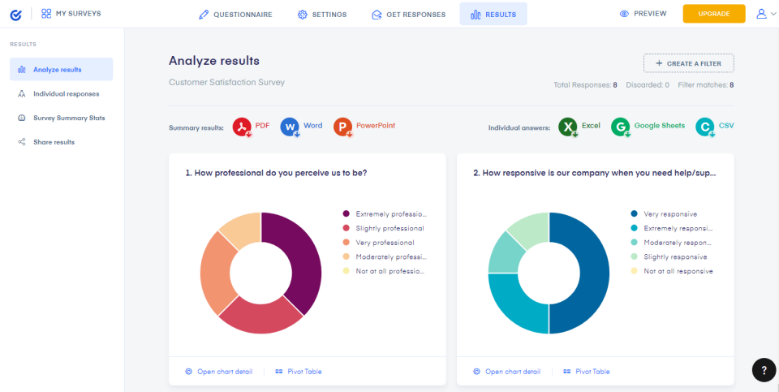 MY SURVEYS
QUESTIONNAIRE
SETTINGS
GET RESPONSES
RESULTS
PREVIEW
UPGRADE
RESULTS
Analyze results
Individual responses
Survey Summary Stats
Share results
Analyze results
Customer Satisfaction Survey
+ CREATE A FILTER
Total Responses: 8 Discarded: 0 Filter matches: 8
Summary results: PDF W Word P PowerPoint
Individual answers: X Excel G Google Sheets C CSV
1. How professional do you perceive us to be?
Extremely professio...
Slightly professional
Very professional
Moderately professi...
Not at all professio...
Open chart detail
Pivot Table
2. How responsive is our company when you need help/sup...
Very responsive
Extremely responsi...
Moderately respon...
Slightly responsive
Not at all responsive
Open chart detail
Pivot Table
?